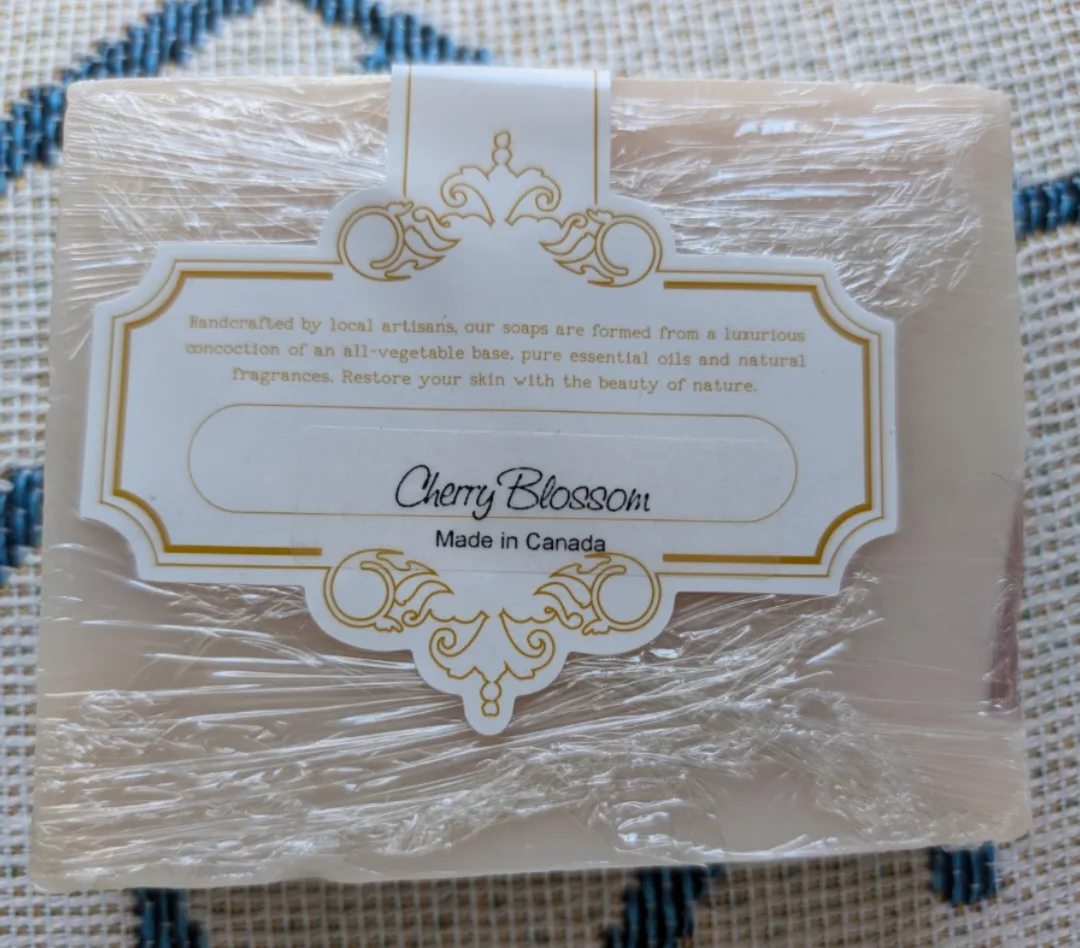 Handcrafted by local artisans, our soaps are formed from a luxurious
concoction of an all-vegetable base, pure essential oils and natural
fragrances. Restore your skin with the beauty of nature.
Cherry Blossom
Made in Canada